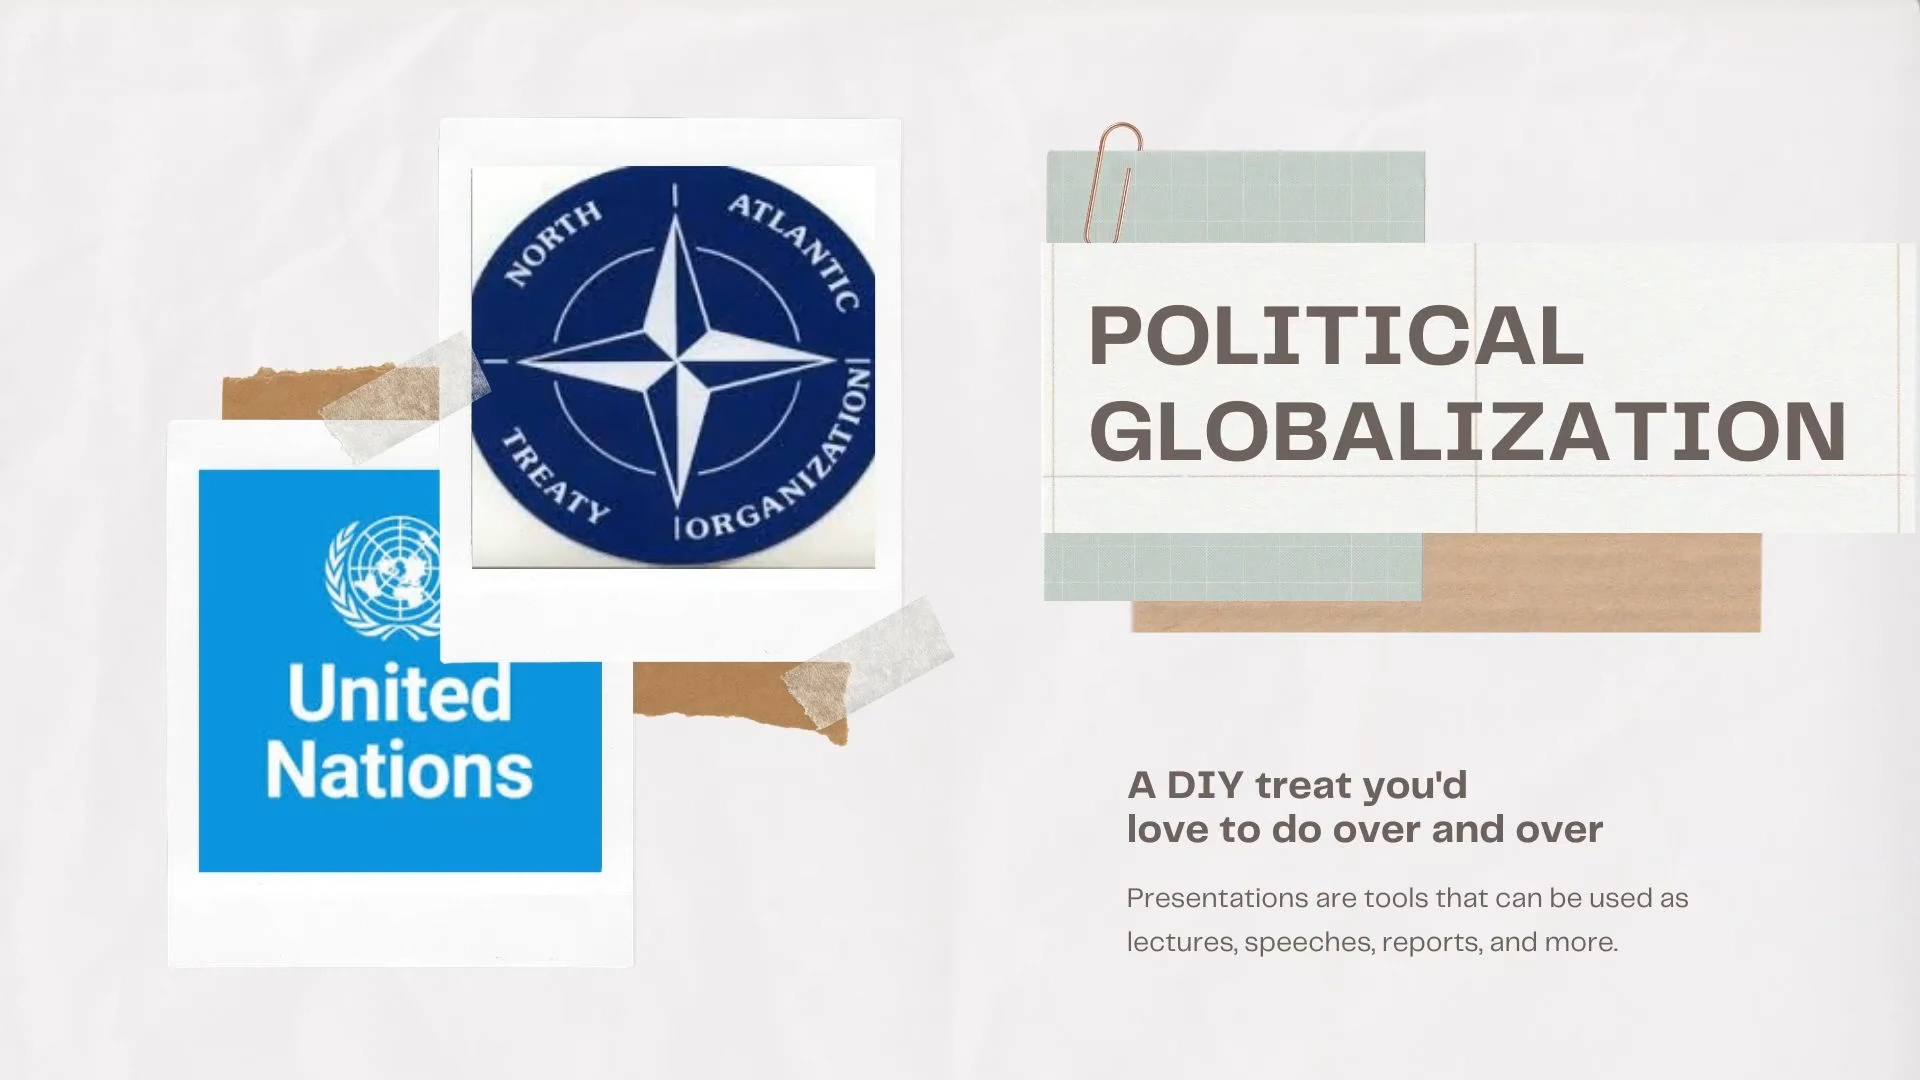 NORTH ATLANTIC
TREATY ORGANIZATION
United
Nations
POLITICAL
GLOBALIZATION
A DIY treat you'd
love to do over and over
Presentations are tools that can be used as
lectures, speeches, reports, and more.